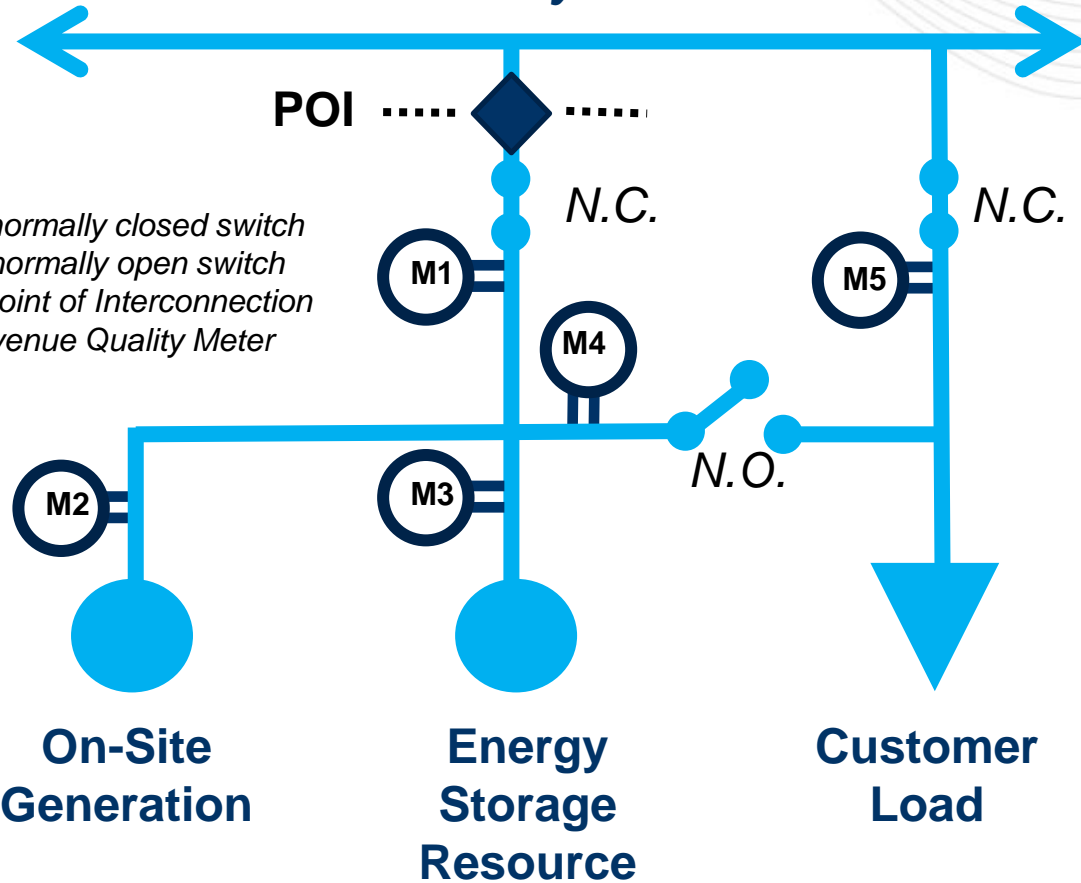 POI
N.C.
N.C.
normally closed switch
normally open switch
oint of Interconnection
venue Quality Meter
M1
M5
M4
N.O.
M2
M3
On-Site
Generation
Energy
Storage
Resource
Customer
Load